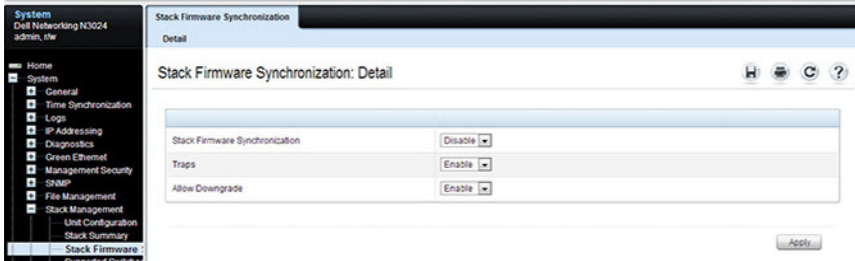 System
Dell Networking N3024
admin, r/w
Home
System
General
Time Synchronization
Logs
IP Addressing
Diagnostics
Green Ethernet
Management Security
SNMP
File Management
Stack Management
Unit Configuration
Stack Summary
Stack Firmware
Stack Firmware Synchronization
Detail
Stack Firmware Synchronization: Detail
Stack Firmware Synchronization Disable
Traps Enable
Allow Downgrade Enable
Apply